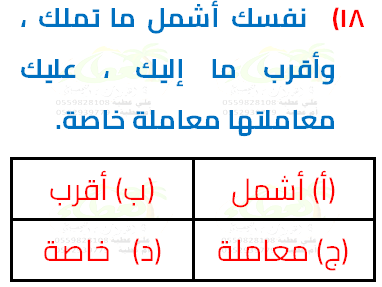 ١٨) نفسك أشمل ما تملك ،
وأقرب ما إليك ، عليك
معاملتها معاملة خاصة.
(أ) أشمل (ب) أقرب
(ج) معاملة (د) خاصة